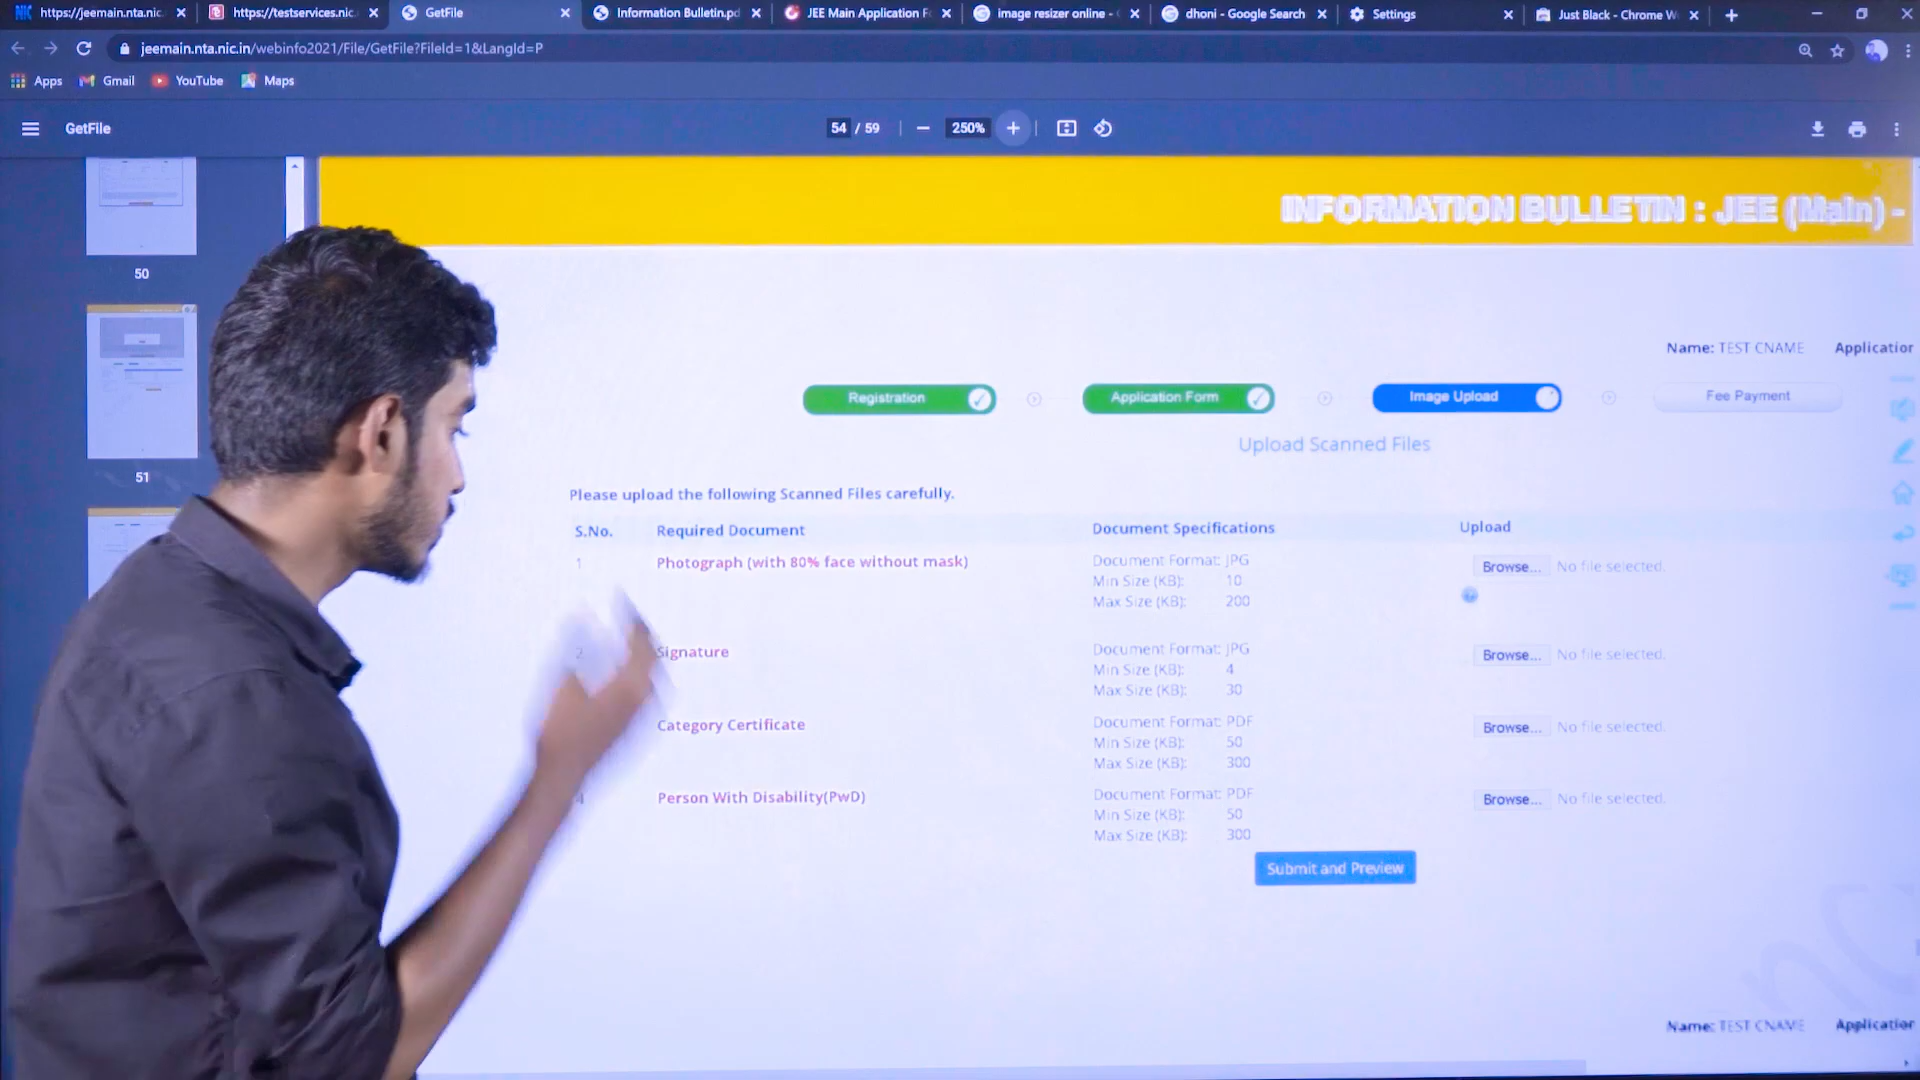 https://jeemain.nta.nic.
https://testservices.nic.
GetFile
Information Bulletin.pd
JEE Main Application F
image resizer online -
dhoni - Google Search
Settings
Just Black - Chrome W
jeemain.nta.nic.in/webinfo2021/File/GetFile?FileId=1&LangId=P
Apps
Gmail
YouTube
Maps
GetFile
54 / 59
250%
INFORMATION BULLETIN : JEE (Main) -
50
51
Name: TEST CNAME
Application
Registration
Application Form
Image Upload
Fee Payment
Upload Scanned Files
Please upload the following Scanned Files carefully.
S.No. Required Document Document Specifications Upload
1 Photograph (with 80% face without mask) Document Format: JPG Browse... No file selected.
Min Size (KB): 10
Max Size (KB): 200
2 Signature Document Format: JPG Browse... No file selected.
Min Size (KB): 4
Max Size (KB): 30
Category Certificate Document Format: PDF Browse... No file selected.
Min Size (KB): 50
Max Size (KB): 300
4 Person With Disability(PwD) Document Format: PDF Browse... No file selected.
Min Size (KB): 50
Max Size (KB): 300
Submit and Preview
Name: TEST CNAME
Application